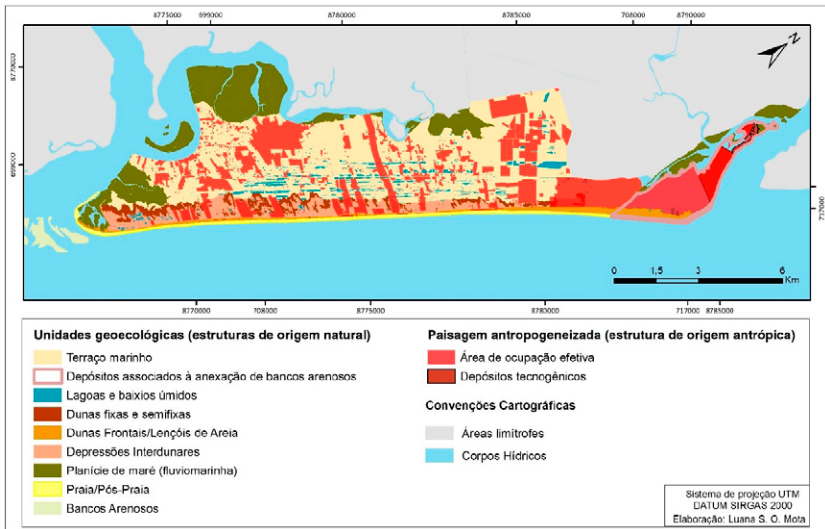 8775000 699000 8780000 8785000 708000 8790000
8770000
699000
717000
N
0 1,5 3 6
Km
8770000 708000 8775000 8780000 717000 8785000
Unidades geoecológicas (estruturas de origem natural)
Terraço marinho
Depósitos associados à anexação de bancos arenosos
Lagoas e baixios úmidos
Dunas fixas e semifixas
Dunas Frontais/Lençóis de Areia
Depressões Interdunares
Planície de maré (fluviomarinha)
Praia/Pós-Praia
Bancos Arenosos
Paisagem antropogeneizada (estrutura de origem antrópica)
Área de ocupação efetiva
Depósitos tecnogênicos
Convenções Cartográficas
Áreas limítrofes
Corpos Hídricos
Sistema de projeção UTM
DATUM SIRGAS 2000
Elaboração: Luana S. O. Mota